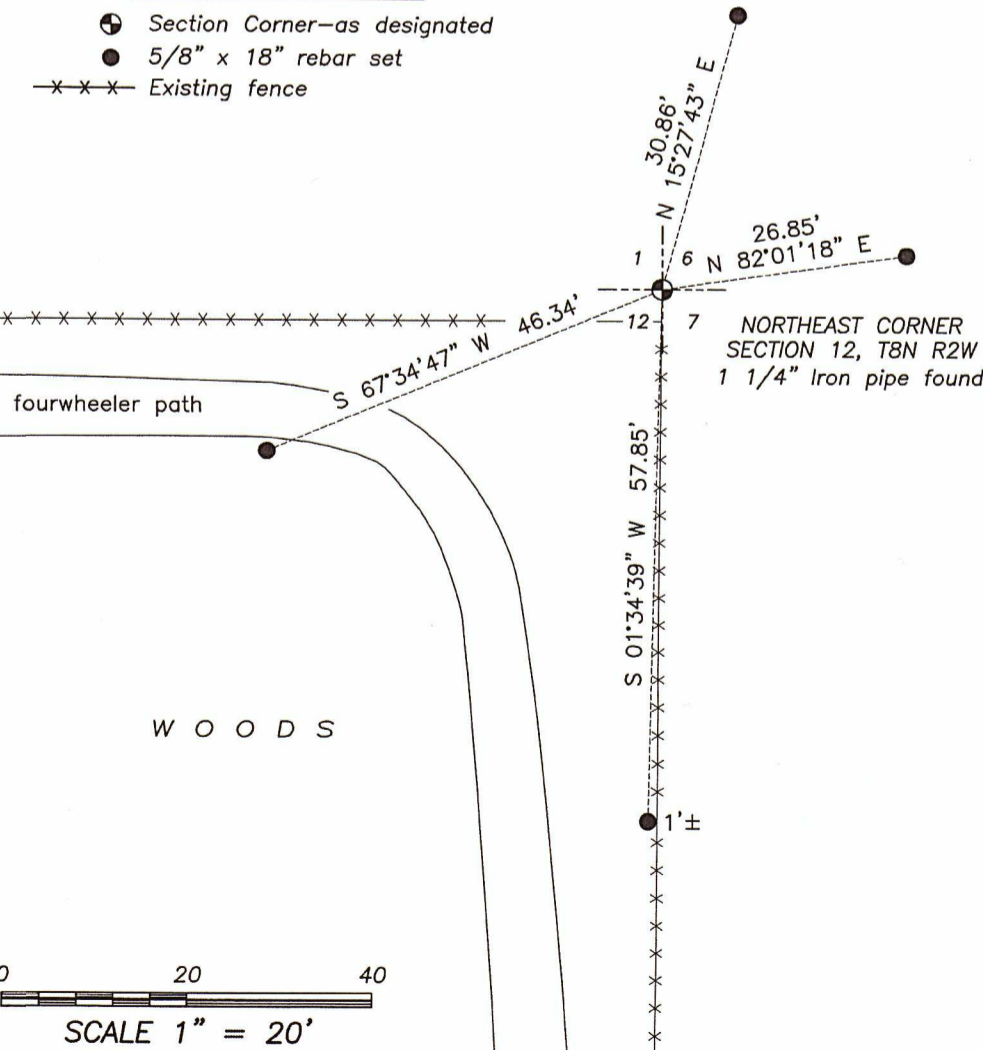 Section Corner-as designated
5/8" x 18" rebar set
Existing fence
30.86'
N 15°27'43" E
26.85'
N 82°01'18" E
1 6
12 7
46.34'
S 67°34'47" W
NORTHEAST CORNER
SECTION 12, T8N R2W
1 1/4" Iron pipe found
fourwheeler path
S 01°34'39" W 57.85'
W O O D S
1'±
0 20 40
SCALE 1" = 20'